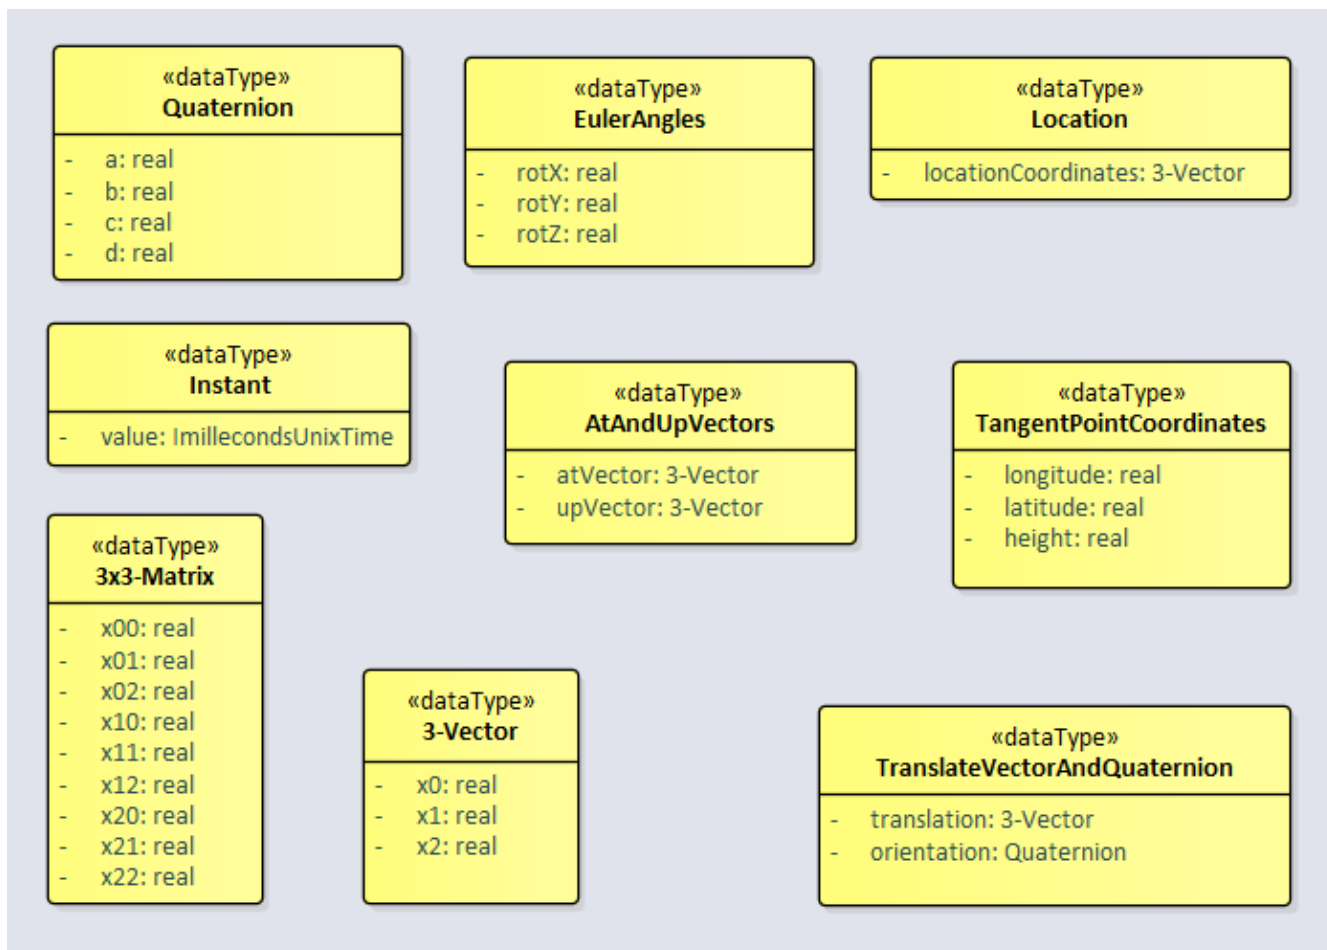 «dataType»
Quaternion
- a: real
- b: real
- c: real
- d: real
«dataType»
EulerAngles
- rotX: real
- rotY: real
- rotZ: real
«dataType»
Location
- locationCoordinates: 3-Vector
«dataType»
Instant
- value: ImillecondsUnixTime
«dataType»
AtAndUpVectors
- atVector: 3-Vector
- upVector: 3-Vector
«dataType»
TangentPointCoordinates
- longitude: real
- latitude: real
- height: real
«dataType»
3x3-Matrix
- x00: real
- x01: real
- x02: real
- x10: real
- x11: real
- x12: real
- x20: real
- x21: real
- x22: real
«dataType»
3-Vector
- x0: real
- x1: real
- x2: real
«dataType»
TranslateVectorAndQuaternion
- translation: 3-Vector
- orientation: Quaternion